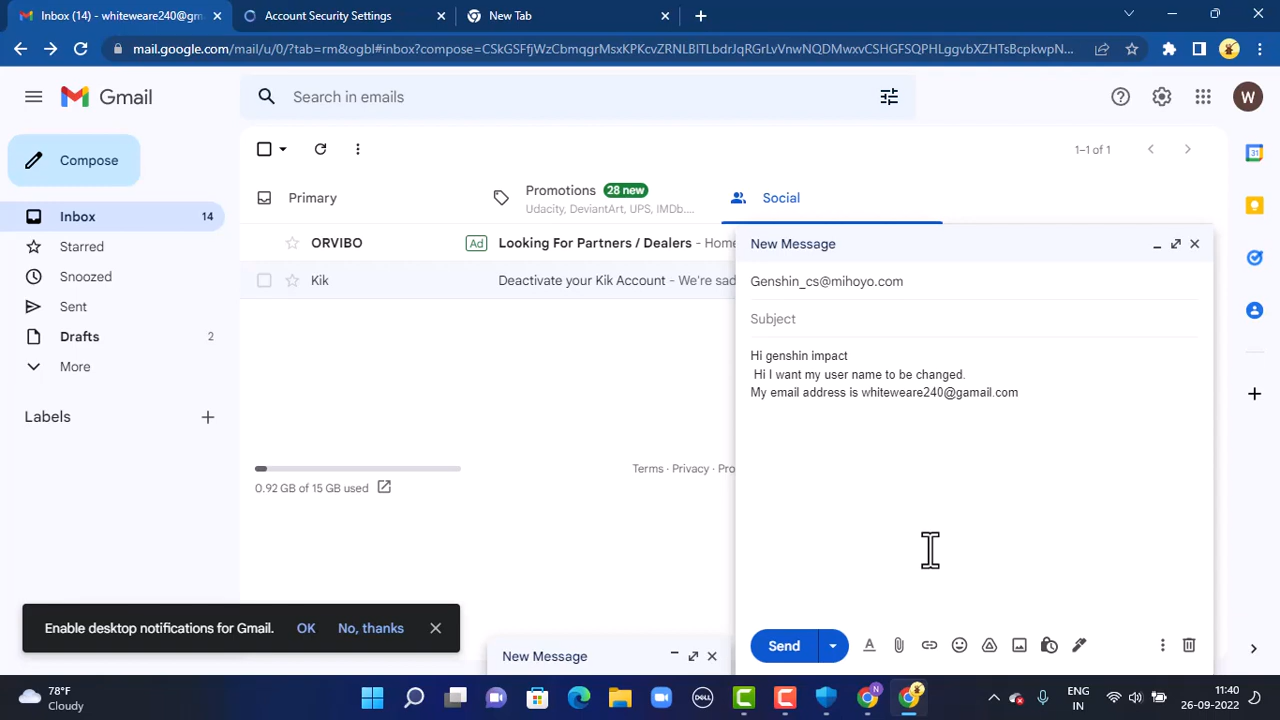 Inbox (14) - whiteweare240@gm
Account Security Settings
New Tab
mail.google.com/mail/u/0/?tab=rm&ogbl#inbox?compose=CSkGSFfjWzCbmqgrMsxKPKcvZRNLBlTLbdrJqRGrLvVnwNQDMwxvCSHGFSQPHLggvbXZHTsBcpkwpN...
Gmail
Search in emails
W
Compose
1–1 of 1
Primary
Promotions 28 new
Udacity, DeviantArt, UPS, IMDb....
Social
Inbox 14
Starred
Snoozed
Sent
Drafts 2
More
Labels
ORVIBO Ad Looking For Partners / Dealers - Home
Kik Deactivate your Kik Account - We're sad
0.92 GB of 15 GB used
Terms · Privacy · Pro
New Message
Genshin_cs@mihoyo.com
Subject
Hi genshin impact
Hi I want my user name to be changed.
My email address is whiteweare240@gamail.com
Send
Enable desktop notifications for Gmail. OK No, thanks
New Message
31
78°F
Cloudy
DELL
N
ENG
IN
11:40
26-09-2022